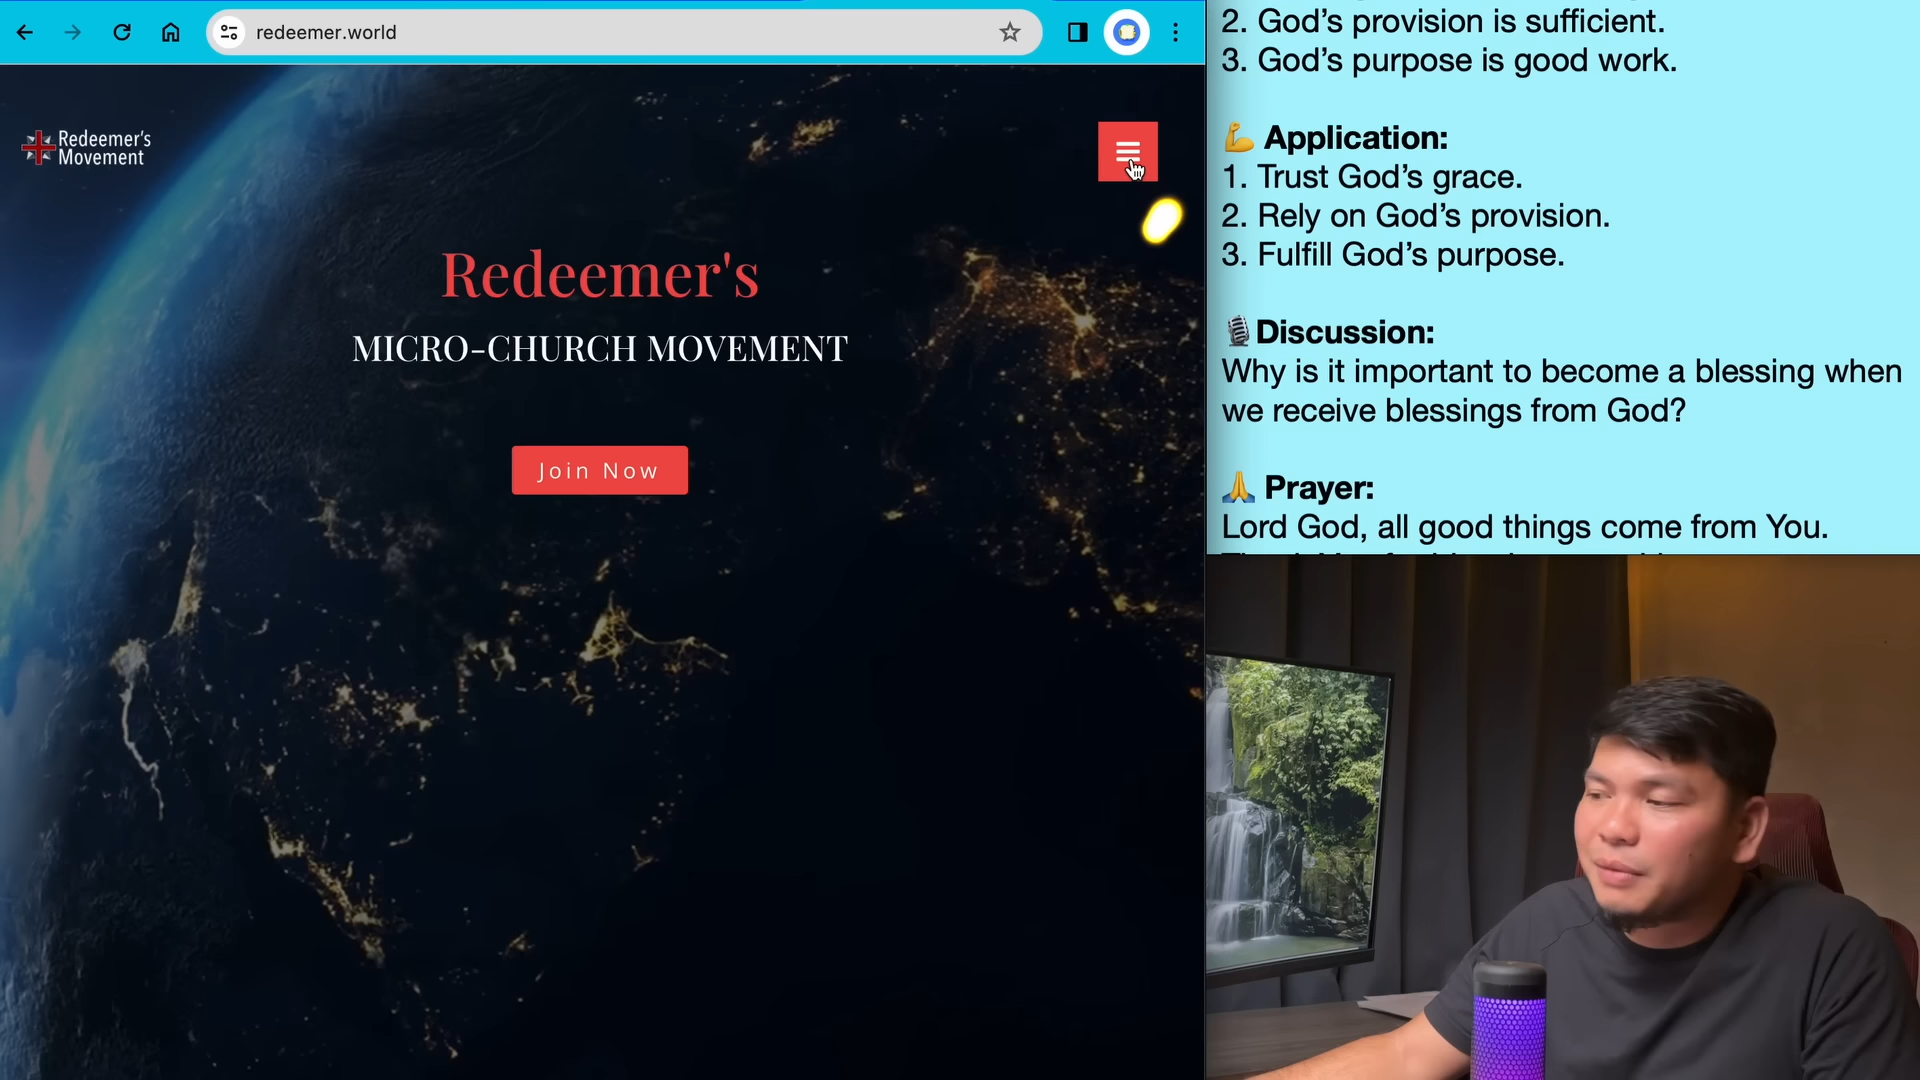 redeemer.world
Redeemer's
Movement
Redeemer's
MICRO-CHURCH MOVEMENT
Join Now
2. God’s provision is sufficient.
3. God’s purpose is good work.
💪 Application:
1. Trust God’s grace.
2. Rely on God’s provision.
3. Fulfill God’s purpose.
🎙️Discussion:
Why is it important to become a blessing when
we receive blessings from God?
🙏 Prayer:
Lord God, all good things come from You.